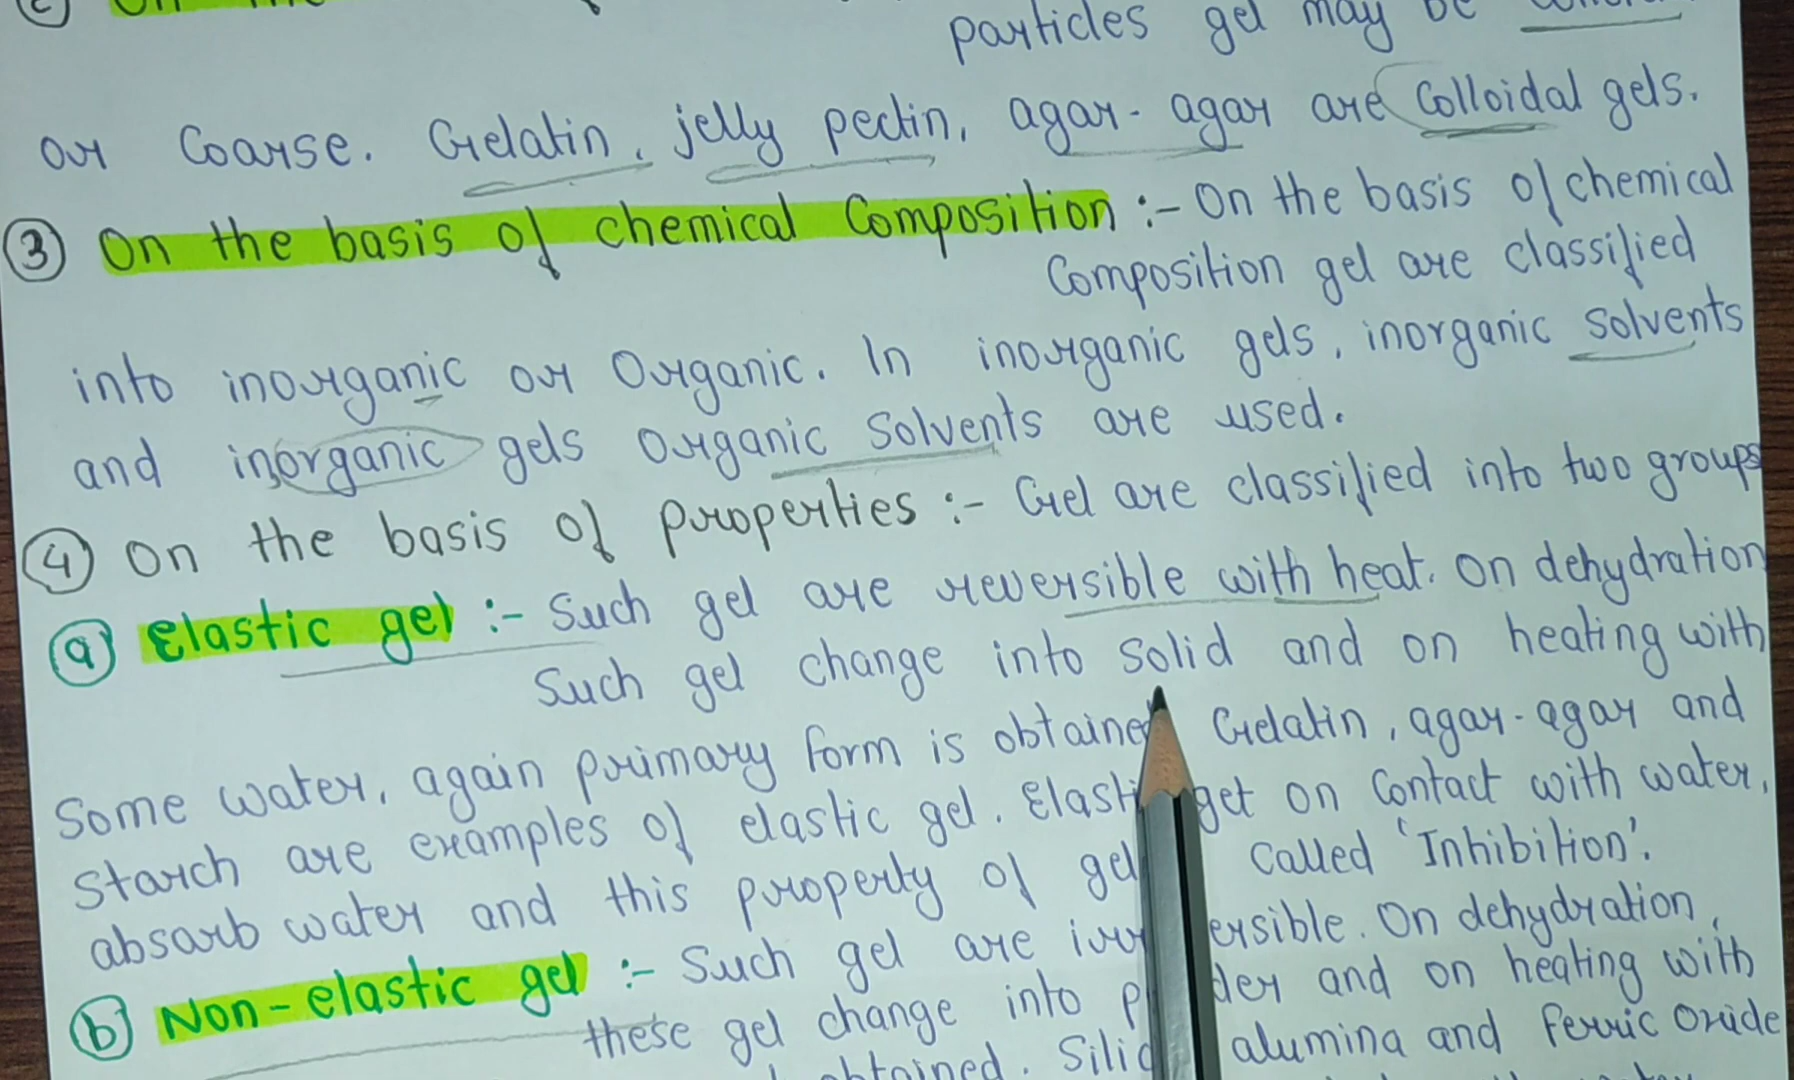 particles gel may be
or Coarse. Gelatin, jelly pectin, agar-agar are Colloidal gels.
③ On the basis of chemical Composition :- On the basis of chemical
Composition gel are classified
into inorganic or Organic. In inorganic gels, inorganic solvents
and inorganic gels Organic Solvents are used.
④ On the basis of properties :- Gel are classified into two groups
ⓐ Elastic gel :- Such gel are reversible with heat. On dehydration
Such gel change into Solid and on heating with
Some water, again primary form is obtained Gelatin, agar-agar and
Starch are examples of elastic gel. Elasti get on Contact with water,
absorb water and this property of gel Called 'Inhibition'.
ⓑ Non-elastic gel :- Such gel are irreversible. On dehydration,
these gel change into der and on heating with
obtained. Silic alumina and Ferric Oxide